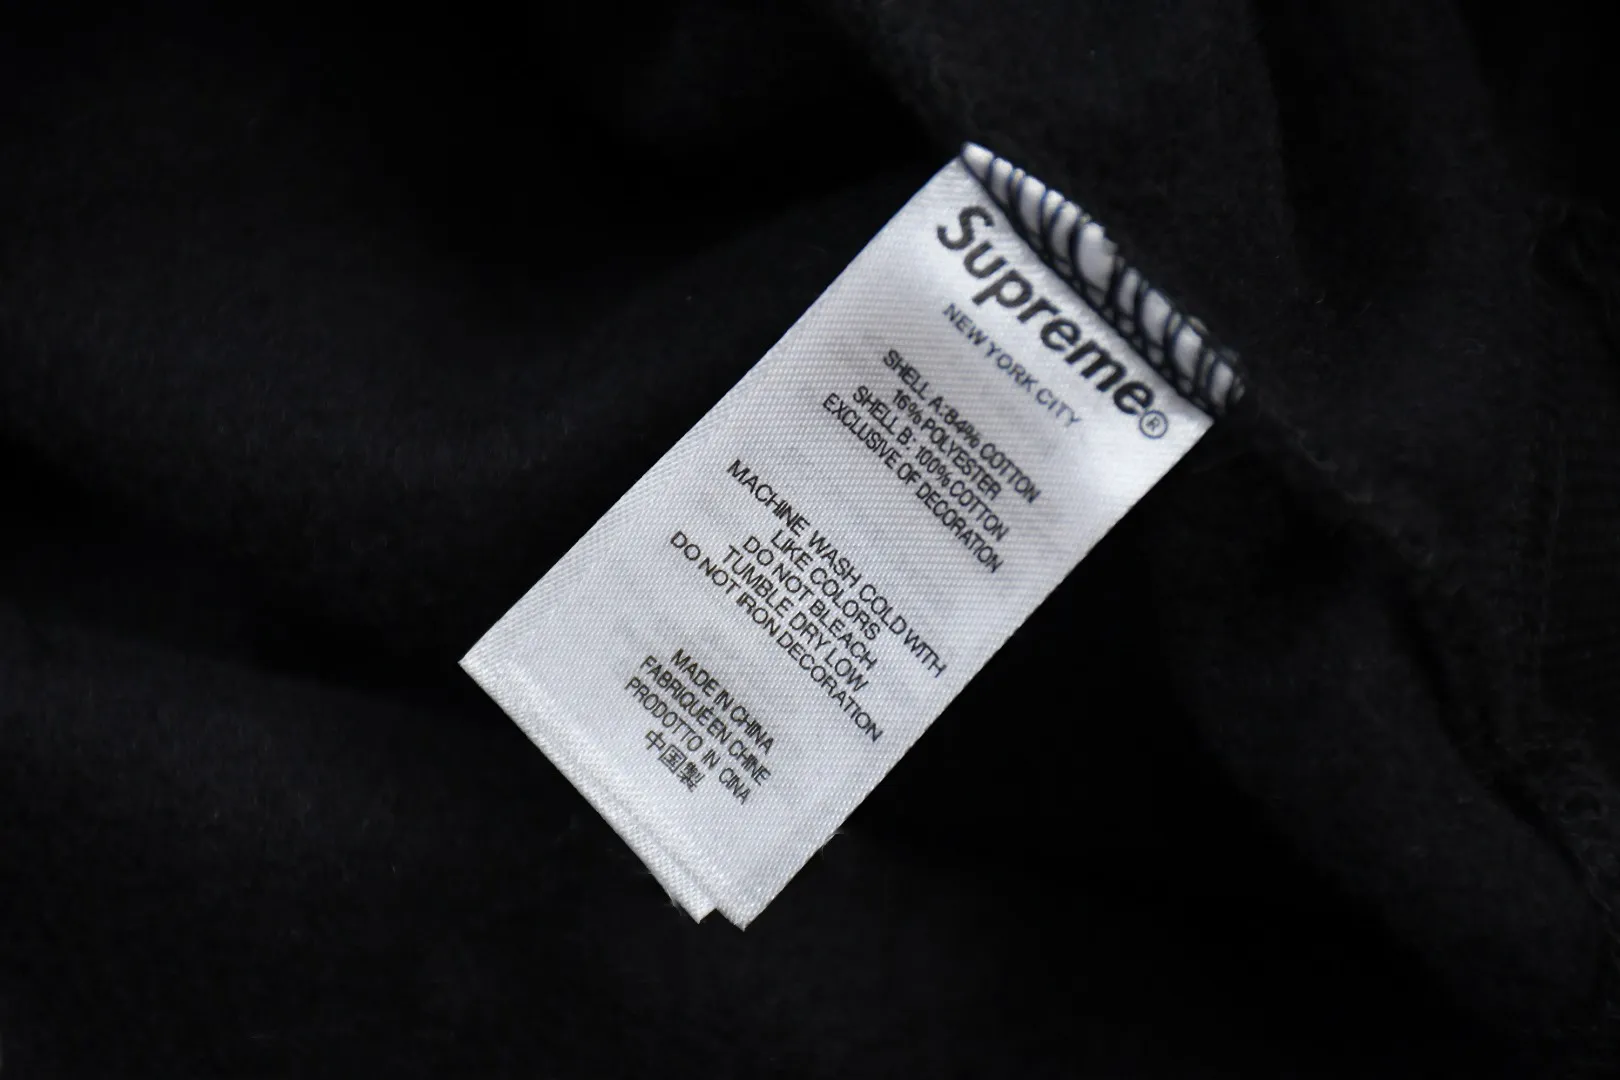 Supreme®
NEW YORK CITY
SHELL A: 84% COTTON
16% POLYESTER
SHELL B: 100% COTTON
EXCLUSIVE OF DECORATION
MACHINE WASH COLD WITH
LIKE COLORS
DO NOT BLEACH
TUMBLE DRY LOW
DO NOT IRON DECORATION
MADE IN CHINA
FABRIQUÉ EN CHINE
PRODOTTO IN CINA
中国製